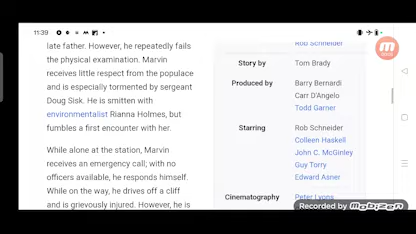 11:39
late father. However, he repeatedly fails
the physical examination. Marvin
receives little respect from the populace
and is especially tormented by sergeant
Doug Sisk. He is smitten with
environmentalist Rianna Holmes, but
fumbles a first encounter with her.
While alone at the station, Marvin
receives an emergency call; with no
officers available, he responds himself.
While on the way, he drives off a cliff
and is grievously injured. However, he is
Rob Schneider
Story by Tom Brady
Produced by Barry Bernardi
Carr D'Angelo
Todd Garner
Starring Rob Schneider
Colleen Haskell
John C. McGinley
Guy Torry
Edward Asner
Cinematography Peter Lyons
Recorded by Mobizen